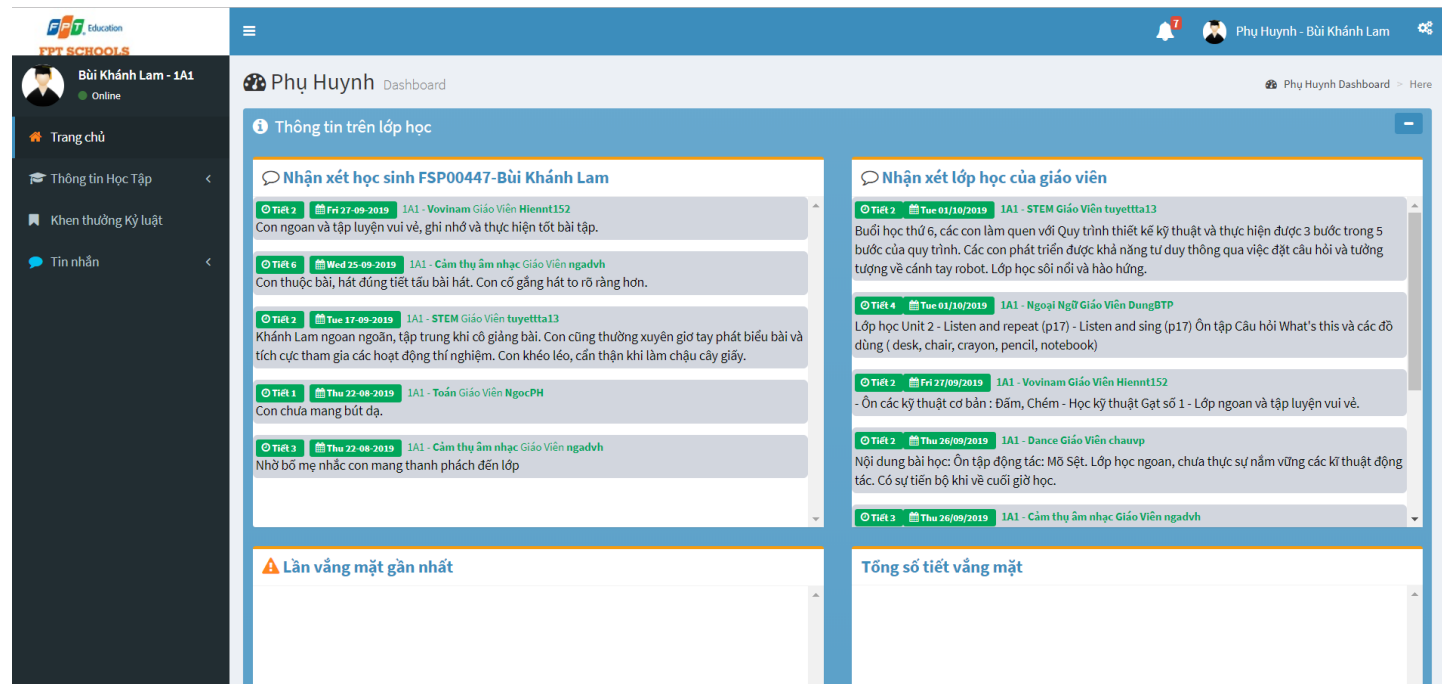 FPT Education
FPT SCHOOLS
7
Phụ Huynh - Bùi Khánh Lam
Bùi Khánh Lam - 1A1
Online
Trang chủ
Thông tin Học Tập
Khen thưởng Kỷ luật
Tin nhắn
Phụ Huynh Dashboard
Phụ Huynh Dashboard > Here
Thông tin trên lớp học
Nhận xét học sinh FSP00447-Bùi Khánh Lam
Tiết 2 Fri 27-09-2019 1A1 - Vovinam Giáo Viên Hiennt152
Con ngoan và tập luyện vui vẻ, ghi nhớ và thực hiện tốt bài tập.
Tiết 6 Wed 25-09-2019 1A1 - Cảm thụ âm nhạc Giáo Viên ngadvh
Con thuộc bài, hát đúng tiết tấu bài hát. Con cố gắng hát to rõ ràng hơn.
Tiết 2 Tue 17-09-2019 1A1 - STEM Giáo Viên tuyettta13
Khánh Lam ngoan ngoãn, tập trung khi cô giảng bài. Con cũng thường xuyên giơ tay phát biểu bài và
tích cực tham gia các hoạt động thí nghiệm. Con khéo léo, cẩn thận khi làm chậu cây giấy.
Tiết 1 Thu 22-08-2019 1A1 - Toán Giáo Viên NgocPH
Con chưa mang bút dạ.
Tiết 3 Thu 22-08-2019 1A1 - Cảm thụ âm nhạc Giáo Viên ngadvh
Nhờ bố mẹ nhắc con mang thanh phách đến lớp
Nhận xét lớp học của giáo viên
Tiết 2 Tue 01/10/2019 1A1 - STEM Giáo Viên tuyettta13
Buổi học thứ 6, các con làm quen với Quy trình thiết kế kỹ thuật và thực hiện được 3 bước trong 5
bước của quy trình. Các con phát triển được khả năng tư duy thông qua việc đặt câu hỏi và tưởng
tượng về cánh tay robot. Lớp học sôi nổi và hào hứng.
Tiết 4 Tue 01/10/2019 1A1 - Ngoại Ngữ Giáo Viên DungBTP
Lớp học Unit 2 - Listen and repeat (p17) - Listen and sing (p17) Ôn tập Câu hỏi What's this và các đồ
dùng ( desk, chair, crayon, pencil, notebook)
Tiết 2 Fri 27/09/2019 1A1 - Vovinam Giáo Viên Hiennt152
- Ôn các kỹ thuật cơ bản : Đấm, Chém - Học kỹ thuật Gạt số 1 - Lớp ngoan và tập luyện vui vẻ.
Tiết 2 Thu 26/09/2019 1A1 - Dance Giáo Viên chauvp
Nội dung bài học: Ôn tập động tác: Mõ Sệt. Lớp học ngoan, chưa thực sự nắm vững các kĩ thuật động
tác. Có sự tiến bộ khi về cuối giờ học.
Tiết 3 Thu 26/09/2019 1A1 - Cảm thụ âm nhạc Giáo Viên ngadvh
Lần vắng mặt gần nhất
Tổng số tiết vắng mặt